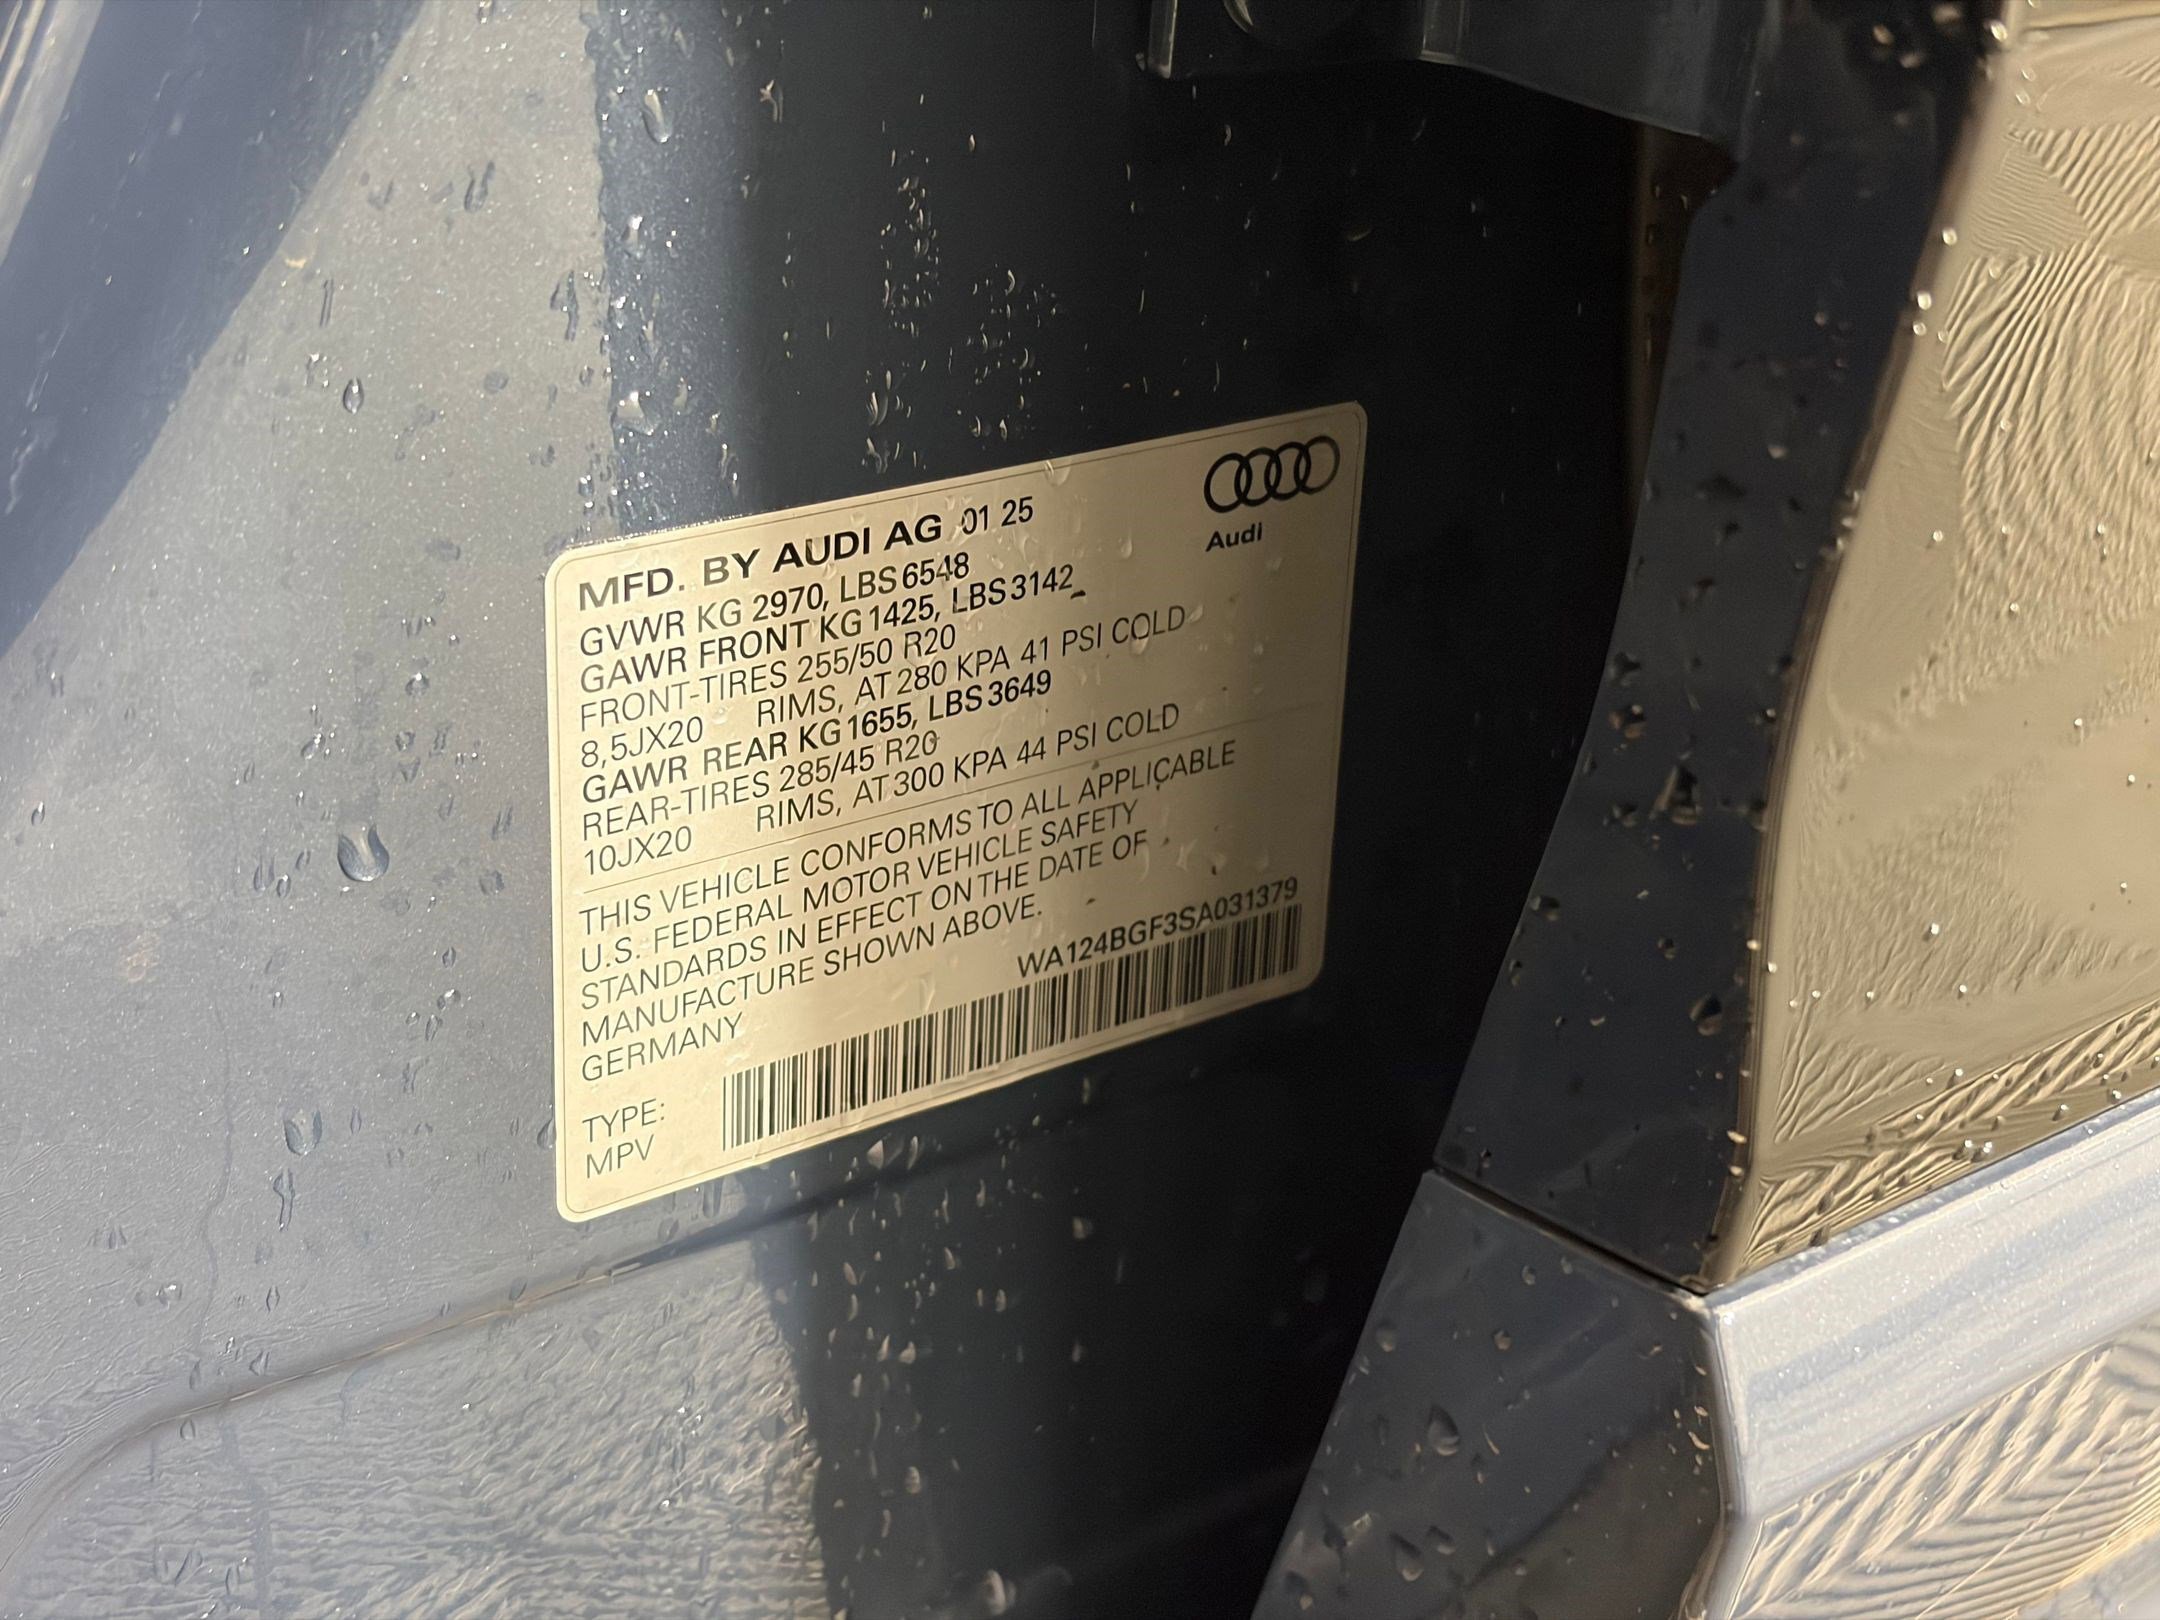 MFD. BY AUDI AG 01 25
Audi
GVWR KG 2970, LBS 6548
GAWR FRONT KG 1425, LBS 3142
FRONT-TIRES 255/50 R20
8,5JX20 RIMS, AT 280 KPA 41 PSI COLD
GAWR REAR KG 1655, LBS 3649
REAR-TIRES 285/45 R20
10JX20 RIMS, AT 300 KPA 44 PSI COLD
THIS VEHICLE CONFORMS TO ALL APPLICABLE
U.S. FEDERAL MOTOR VEHICLE SAFETY
STANDARDS IN EFFECT ON THE DATE OF
MANUFACTURE SHOWN ABOVE.
WA124BGF3SA031379
GERMANY
TYPE:
MPV